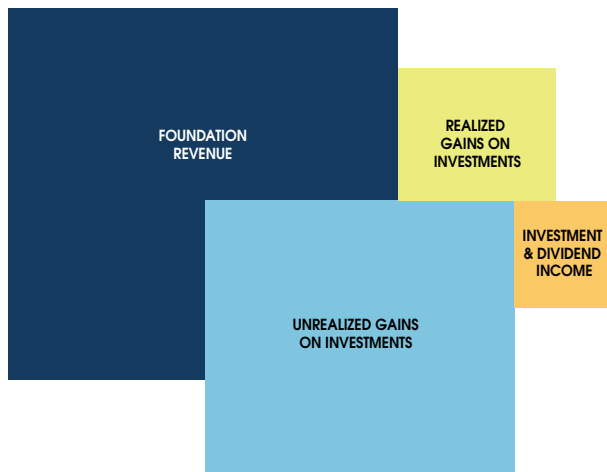 FOUNDATION
REVENUE
REALIZED
GAINS ON
INVESTMENTS
INVESTMENT
& DIVIDEND
INCOME
UNREALIZED GAINS
ON INVESTMENTS